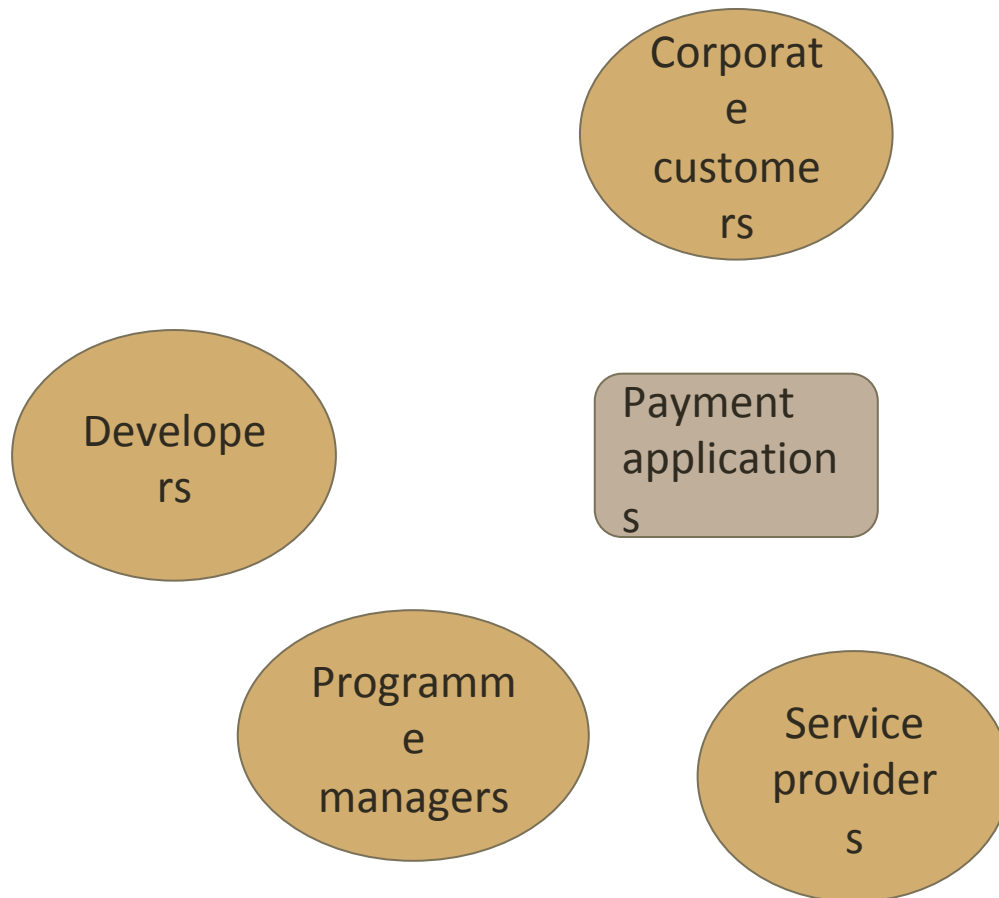 Corporat
e
custome
rs
Develope
rs
Payment
application
s
Programm
e
managers
Service
provider
s